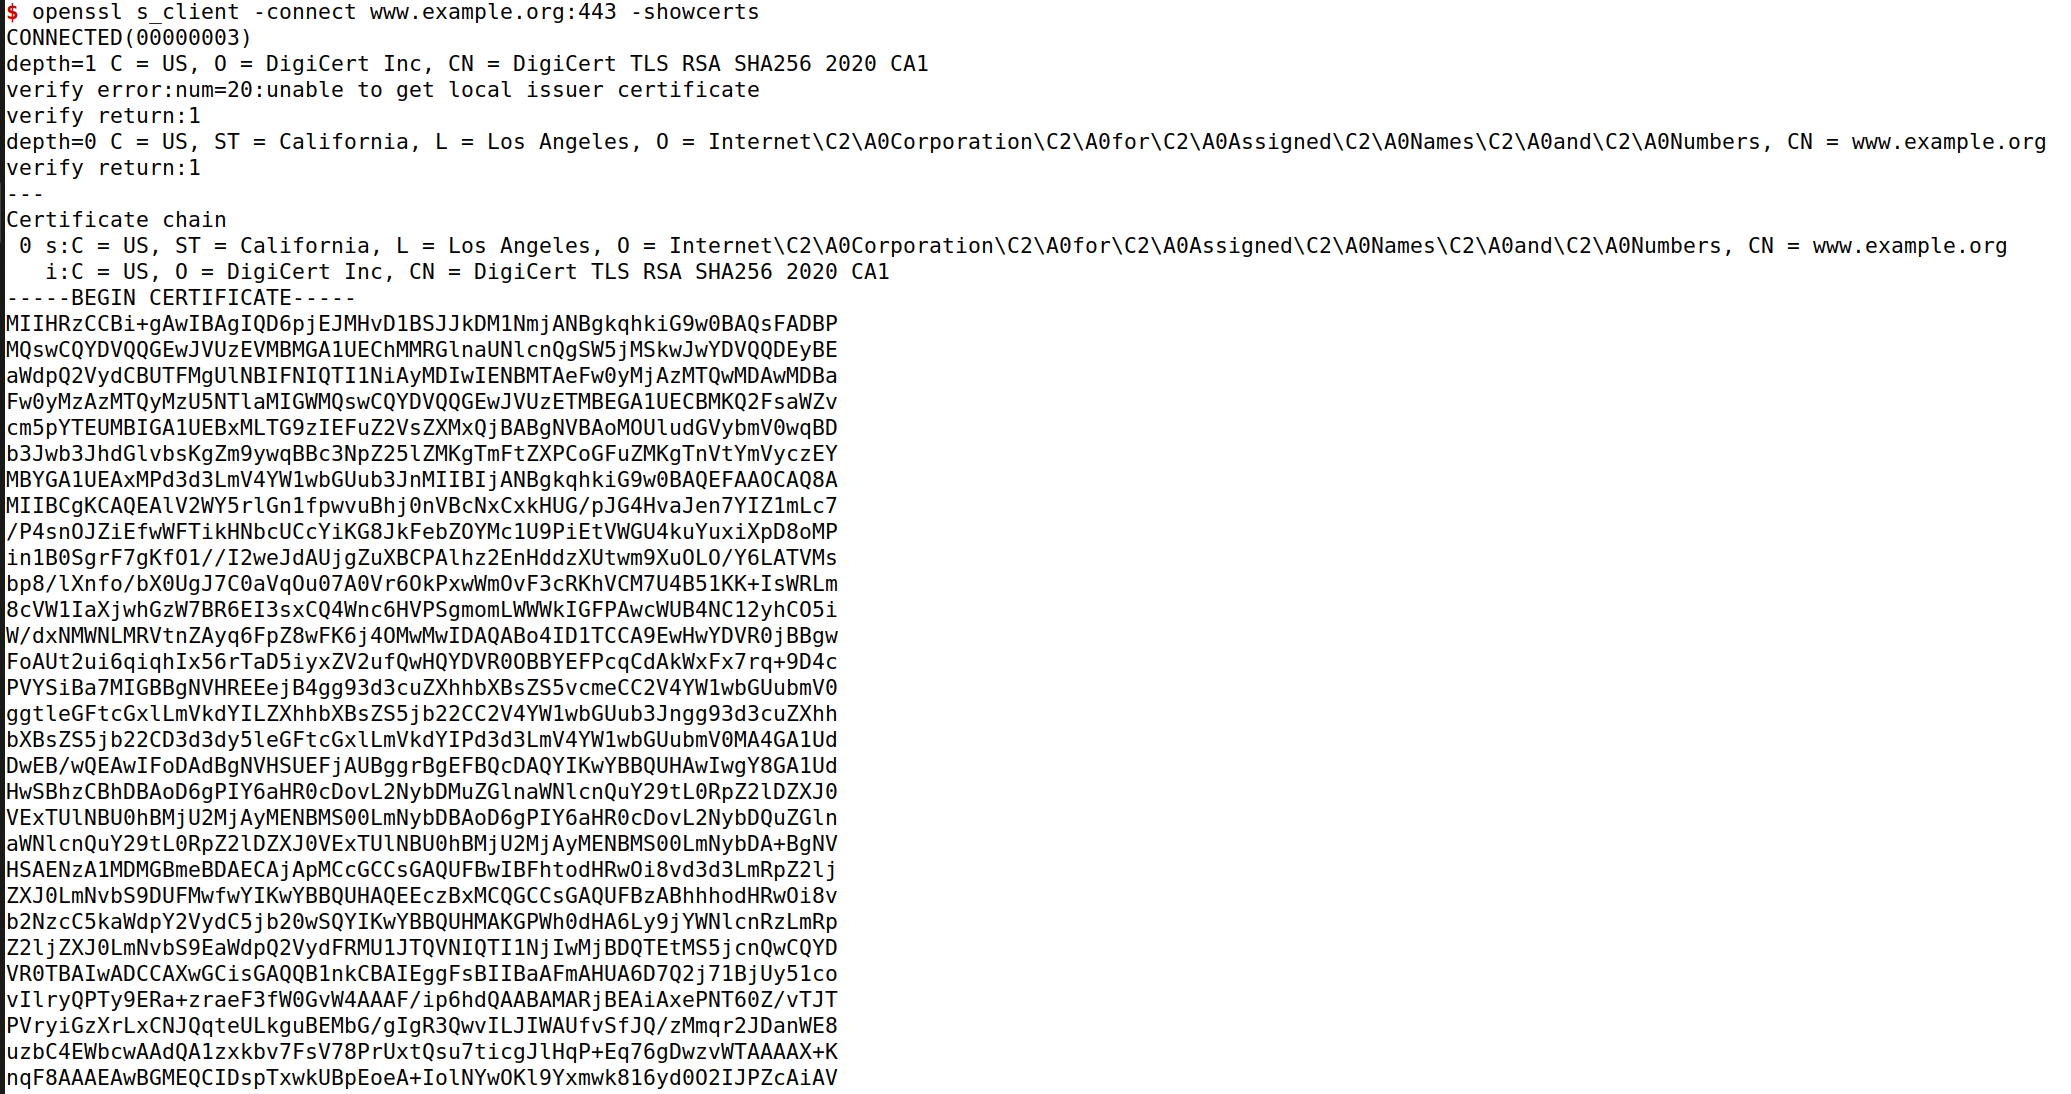 $ openssl s_client -connect www.example.org:443 -showcerts
CONNECTED(00000003)
depth=1 C = US, O = DigiCert Inc, CN = DigiCert TLS RSA SHA256 2020 CA1
verify error:num=20:unable to get local issuer certificate
verify return:1
depth=0 C = US, ST = California, L = Los Angeles, O = Internet\C2\A0Corporation\C2\A0for\C2\A0Assigned\C2\A0Names\C2\A0and\C2\A0Numbers, CN = www.example.org
verify return:1
---
Certificate chain
 0 s:C = US, ST = California, L = Los Angeles, O = Internet\C2\A0Corporation\C2\A0for\C2\A0Assigned\C2\A0Names\C2\A0and\C2\A0Numbers, CN = www.example.org
   i:C = US, O = DigiCert Inc, CN = DigiCert TLS RSA SHA256 2020 CA1
-----BEGIN CERTIFICATE-----
MIIHRzCCBi+gAwIBAgIQD6pjEJMHvD1BSJJkDM1NmjANBgkqhkiG9w0BAQsFADBP
MQswCQYDVQQGEwJVUzEVMBMGA1UEChMMRGlnaUNlcnQgSW5jMSkwJwYDVQQDEyBE
aWdpQ2VydCBUTFMgUlNBIFNIQTI1NiAyMDIwIENBMTAeFw0yMjAzMTQwMDAwMDBa
Fw0yMzAzMTQyMzU5NTlaMIGWMQswCQYDVQQGEwJVUzETMBEGA1UECBMKQ2FsaWZv
cm5pYTEUMBIGA1UEBxMLTG9zIEFuZ2VsZXMxQjBABgNVBAoMOUludGVybmV0wqBD
b3Jwb3JhdGlvbsKgZm9ywqBBc3NpZ25lZMKgTmFtZXPCoGFuZMKgTnVtYmVyczEY
MBYGA1UEAxMPd3d3LmV4YW1wbGUub3JnMIIBIjANBgkqhkiG9w0BAQEFAAOCAQ8A
MIIBCgKCAQEAlV2WY5rlGn1fpwvuBhj0nVBcNxCxkHUG/pJG4HvaJen7YIZ1mLc7
/P4snOJZiEfwWFTikHNbcUCcYiKG8JkFebZOYMc1U9PiEtVWGU4kuYuxiXpD8oMP
in1B0SgrF7gKfO1//I2weJdAUjgZuXBCPAlhz2EnHddzXUtwm9XuOLO/Y6LATVMs
bp8/lXnfo/bX0UgJ7C0aVqOu07A0Vr6OkPxwWmOvF3cRKhVCM7U4B51KK+IsWRLm
8cVW1IaXjwhGzW7BR6EI3sxCQ4Wnc6HVPSgmomLWWWkIGFPAwcWUB4NC12yhCO5i
W/dxNMWNLMRVtnZAyq6FpZ8wFK6j4OMwMwIDAQABo4ID1TCCA9EwHwYDVR0jBBgw
FoAUt2ui6qiqhIx56rTaD5iyxZV2ufQwHQYDVR0OBBYEFPcqCdAkWxFx7rq+9D4c
PVYSiBa7MIGBBgNVHREEejB4gg93d3cuZXhhbXBsZS5vcmeCC2V4YW1wbGUubmV0
ggtleGFtcGxlLmVkdYILZXhhbXBsZS5jb22CC2V4YW1wbGUub3Jngg93d3cuZXhh
bXBsZS5jb22CD3d3dy5leGFtcGxlLmVkdYIPd3d3LmV4YW1wbGUubmV0MA4GA1Ud
DwEB/wQEAwIFoDAdBgNVHSUEFjAUBggrBgEFBQcDAQYIKwYBBQUHAwIwgY8GA1Ud
HwSBhzCBhDBAoD6gPIY6aHR0cDovL2NybDMuZGlnaWNlcnQuY29tL0RpZ2lDZXJ0
VExTUlNBU0hBMjU2MjAyMENBMS00LmNybDBAoD6gPIY6aHR0cDovL2NybDQuZGln
aWNlcnQuY29tL0RpZ2lDZXJ0VExTUlNBU0hBMjU2MjAyMENBMS00LmNybDA+BgNV
HSAENzA1MDMGBmeBDAECAjApMCcGCCsGAQUFBwIBFhtodHRwOi8vd3d3LmRpZ2lj
ZXJ0LmNvbS9DUFMwfwYIKwYBBQUHAQEEczBxMCQGCCsGAQUFBzABhhhodHRwOi8v
b2NzcC5kaWdpY2VydC5jb20wSQYIKwYBBQUHMAKGPWh0dHA6Ly9jYWNlcnRzLmRp
Z2ljZXJ0LmNvbS9EaWdpQ2VydFRMU1JTQVNIQTI1NjIwMjBDQTEtMS5jcnQwCQYD
VR0TBAIwADCCAXwGCisGAQQB1nkCBAIEggFsBIIBaAFmAHUA6D7Q2j71BjUy51co
vIlryQPTy9ERa+zraeF3fW0GvW4AAAF/ip6hdQAABAMARjBEAiAxePNT60Z/vTJT
PVryiGzXrLxCNJQqteULkguBEMbG/gIgR3QwvILJIWAUfvSfJQ/zMmqr2JDanWE8
uzbC4EWbcwAAdQA1zxkbv7FsV78PrUxtQsu7ticgJlHqP+Eq76gDwzvWTAAAAX+K
nqF8AAAEAwBGMEQCIDspTxwkUBpEoeA+IolNYwOKl9Yxmwk816yd0O2IJPZcAiAV